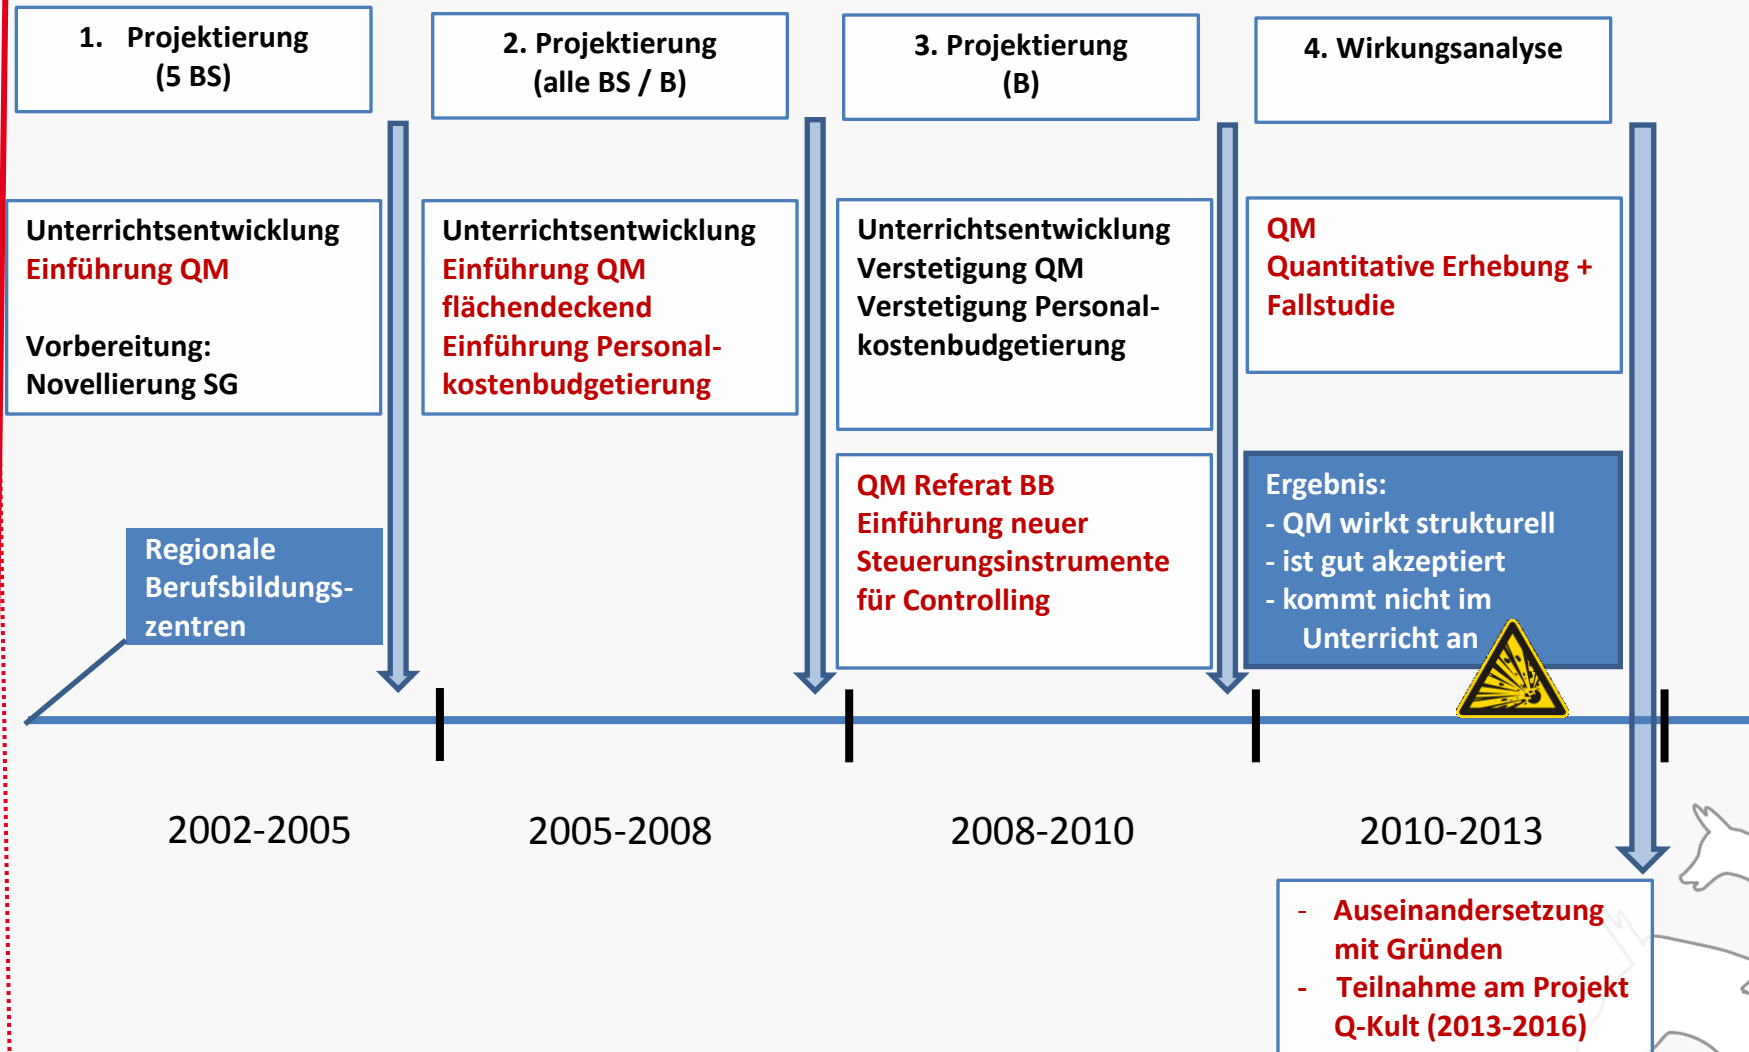 1. Projektierung
(5 BS)
2. Projektierung
(alle BS / B)
3. Projektierung
(B)
4. Wirkungsanalyse
Unterrichtsentwicklung
Einführung QM
Vorbereitung:
Novellierung SG
Unterrichtsentwicklung
Einführung QM
flächendeckend
Einführung Personal-
kostenbudgetierung
Unterrichtsentwicklung
Verstetigung QM
Verstetigung Personal-
kostenbudgetierung
QM
Quantitative Erhebung +
Fallstudie
Regionale
Berufsbildungs-
zentren
QM Referat BB
Einführung neuer
Steuerungsinstrumente
für Controlling
Ergebnis:
- QM wirkt strukturell
- ist gut akzeptiert
- kommt nicht im
Unterricht an
2002-2005
2005-2008
2008-2010
2010-2013
- Auseinandersetzung
mit Gründen
- Teilnahme am Projekt
Q-Kult (2013-2016)